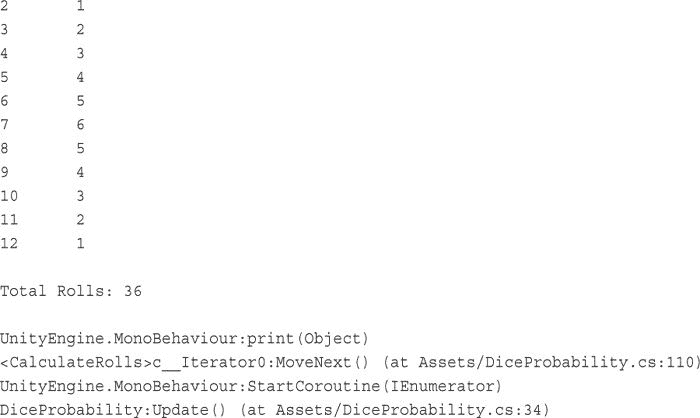 2 1
3 2
4 3
5 4
6 5
7 6
8 5
9 4
10 3
11 2
12 1
Total Rolls: 36
UnityEngine.MonoBehaviour:print(Object)
<CalculateRolls>c__Iterator0:MoveNext() (at Assets/DiceProbability.cs:110)
UnityEngine.MonoBehaviour:StartCoroutine(IEnumerator)
DiceProbability:Update() (at Assets/DiceProbability.cs:34)